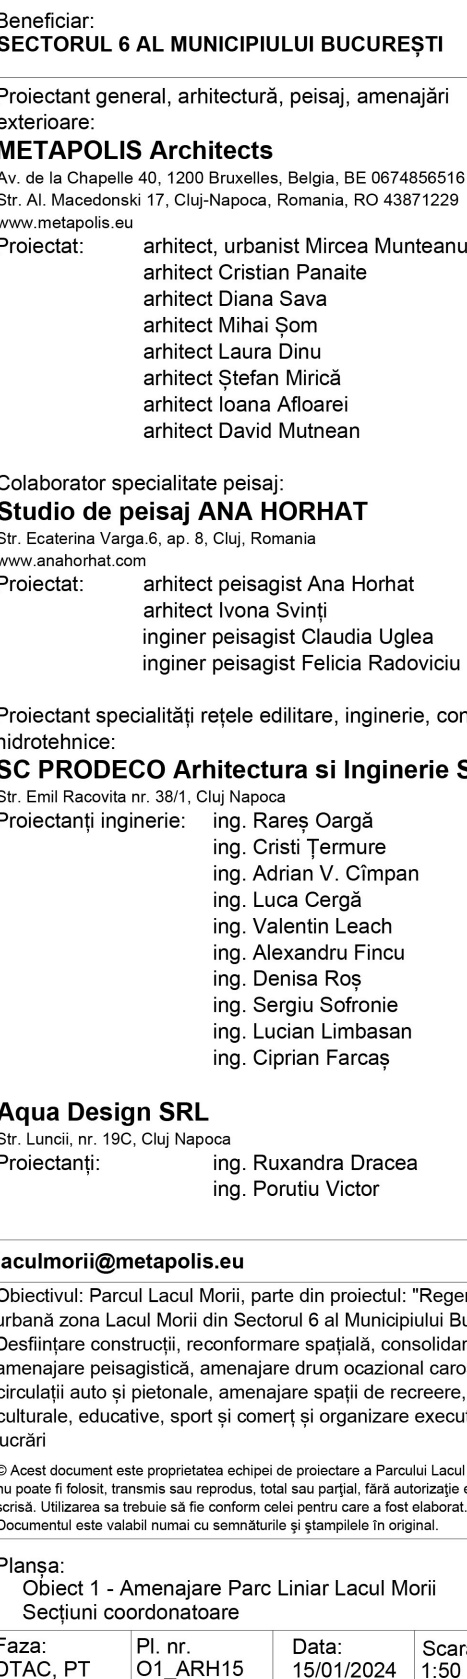 Beneficiar:
SECTORUL 6 AL MUNICIPIULUI BUCUREȘTI
Proiectant general, arhitectură, peisaj, amenajări
exterioare:
METAPOLIS Architects
Av. de la Chapelle 40, 1200 Bruxelles, Belgia, BE 0674856516
Str. Al. Macedonski 17, Cluj-Napoca, Romania, RO 43871229
www.metapolis.eu
Proiectat: arhitect, urbanist Mircea Munteanu
arhitect Cristian Panaite
arhitect Diana Sava
arhitect Mihai Șom
arhitect Laura Dinu
arhitect Ștefan Mirică
arhitect Ioana Afloarei
arhitect David Mutnean
Colaborator specialitate peisaj:
Studio de peisaj ANA HORHAT
Str. Ecaterina Varga.6, ap. 8, Cluj, Romania
www.anahorhat.com
Proiectat: arhitect peisagist Ana Horhat
arhitect Ivona Svinți
inginer peisagist Claudia Uglea
inginer peisagist Felicia Radoviciu
Proiectant specialități rețele edilitare, inginerie, con
hidrotehnice:
SC PRODECO Arhitectura si Inginerie S
Str. Emil Racovita nr. 38/1, Cluj Napoca
Proiectanți inginerie: ing. Rareș Oargă
ing. Cristi Țermure
ing. Adrian V. Cîmpan
ing. Luca Cergă
ing. Valentin Leach
ing. Alexandru Fincu
ing. Denisa Roș
ing. Sergiu Sofronie
ing. Lucian Limbasan
ing. Ciprian Farcaș
Aqua Design SRL
Str. Luncii, nr. 19C, Cluj Napoca
Proiectanți: ing. Ruxandra Dracea
ing. Porutiu Victor
laculmorii@metapolis.eu
Obiectivul: Parcul Lacul Morii, parte din proiectul: "Reger
urbană zona Lacul Morii din Sectorul 6 al Municipiului Bu
Desființare construcții, reconformare spațială, consolidar
amenajare peisagistică, amenajare drum ocazional caro
circulații auto și pietonale, amenajare spații de recreere,
culturale, educative, sport și comerț și organizare execuț
lucrări
© Acest document este proprietatea echipei de proiectare a Parcului Lacul
nu poate fi folosit, transmis sau reprodus, total sau parţial, fără autorizaţie e
scrisă. Utilizarea sa trebuie să fie conform celei pentru care a fost elaborat.
Documentul este valabil numai cu semnăturile şi ştampilele în original.
Planșa:
Obiect 1 - Amenajare Parc Liniar Lacul Morii
Secțiuni coordonatoare
Faza: Pl. nr. Data: Scara
DTAC, PT O1_ARH15 15/01/2024 1:50